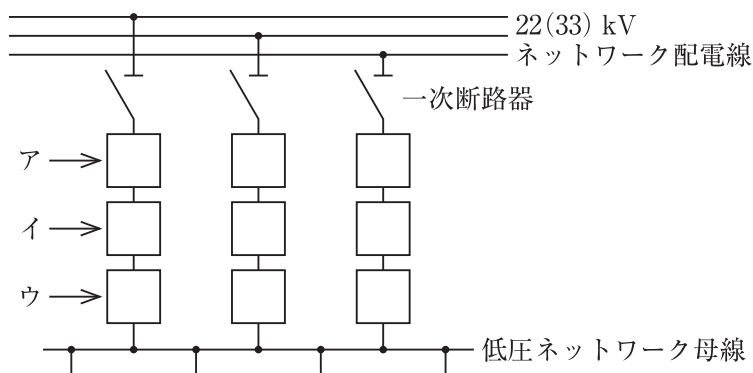 22(33) kV
ネットワーク配電線
一次断路器
ア
イ
ウ
低圧ネットワーク母線